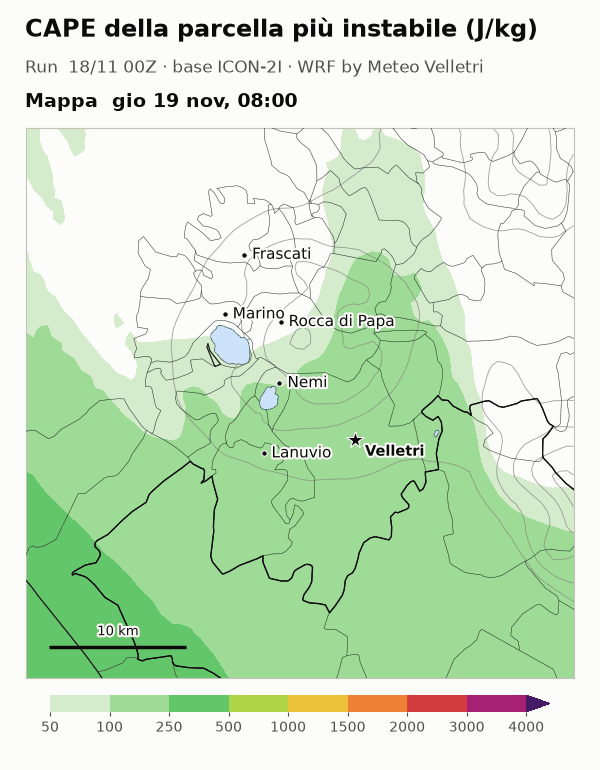 CAPE della parcella più instabile (J/kg)
Run  18/11 00Z · base ICON-2I · WRF by Meteo Velletri
Mappa  gio 19 nov, 08:00
Frascati
Marino
Rocca di Papa
Nemi
Velletri
Lanuvio
10 km
50 100 250 500 1000 1500 2000 3000 4000